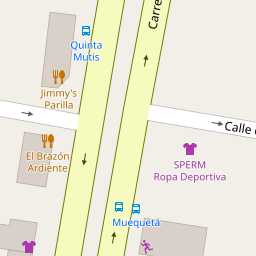 Carre
Quinta
Mutis
Jimmy's
Parilla
Calle
El Brazón
Ardiente
SPERM
Ropa Deportiva
Muequetá